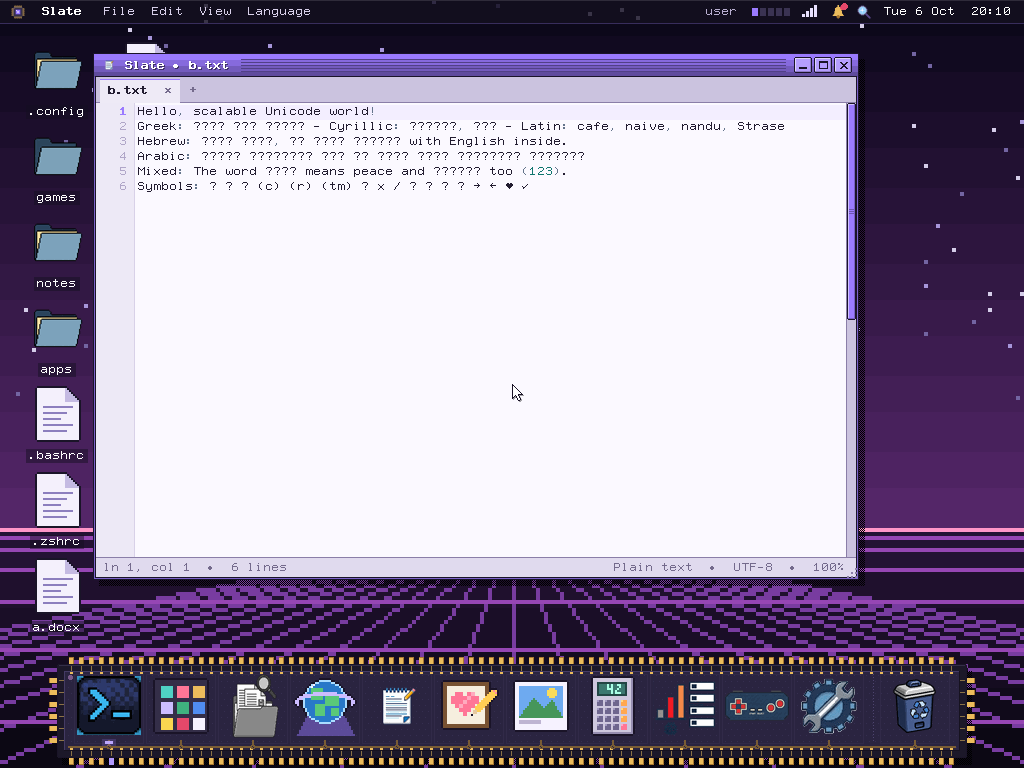 Slate File Edit View Language user Tue 6 Oct 20:10
.config
games
notes
apps
.bashrc
.zshrc
a.docx
Slate • b.txt
b.txt × +
1 Hello, scalable Unicode world!
2 Greek: ???? ??? ????? - Cyrillic: ??????, ??? - Latin: cafe, naive, nandu, Strase
3 Hebrew: ???? ????, ?? ???? ?????? with English inside.
4 Arabic: ????? ???????? ??? ?? ???? ???? ???????? ???????
5 Mixed: The word ???? means peace and ?????? too (123).
6 Symbols: ? ? ? (c) (r) (tm) ? x / ? ? ? ? → ← ♥ ✓
ln 1, col 1 • 6 lines Plain text • UTF-8 • 100%
42